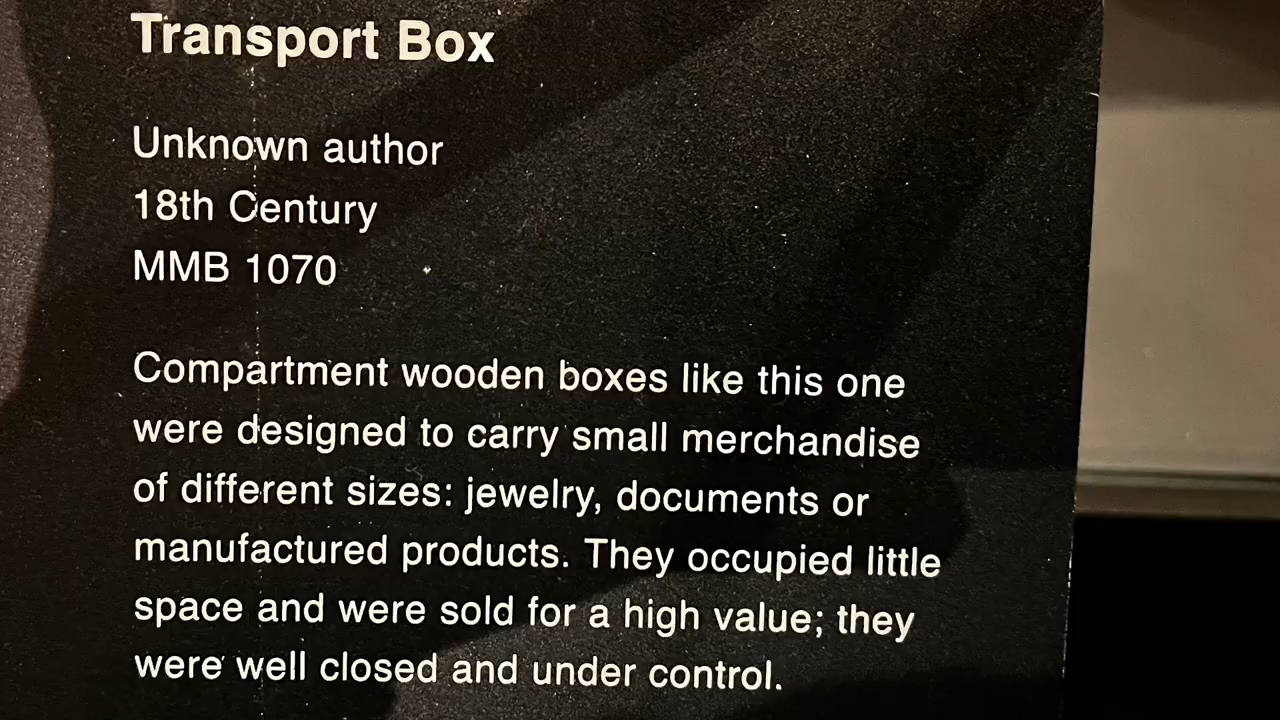 Transport Box
Unknown author
18th Century
MMB 1070
Compartment wooden boxes like this one
were designed to carry small merchandise
of different sizes: jewelry, documents or
manufactured products. They occupied little
space and were sold for a high value; they
were well closed and under control.